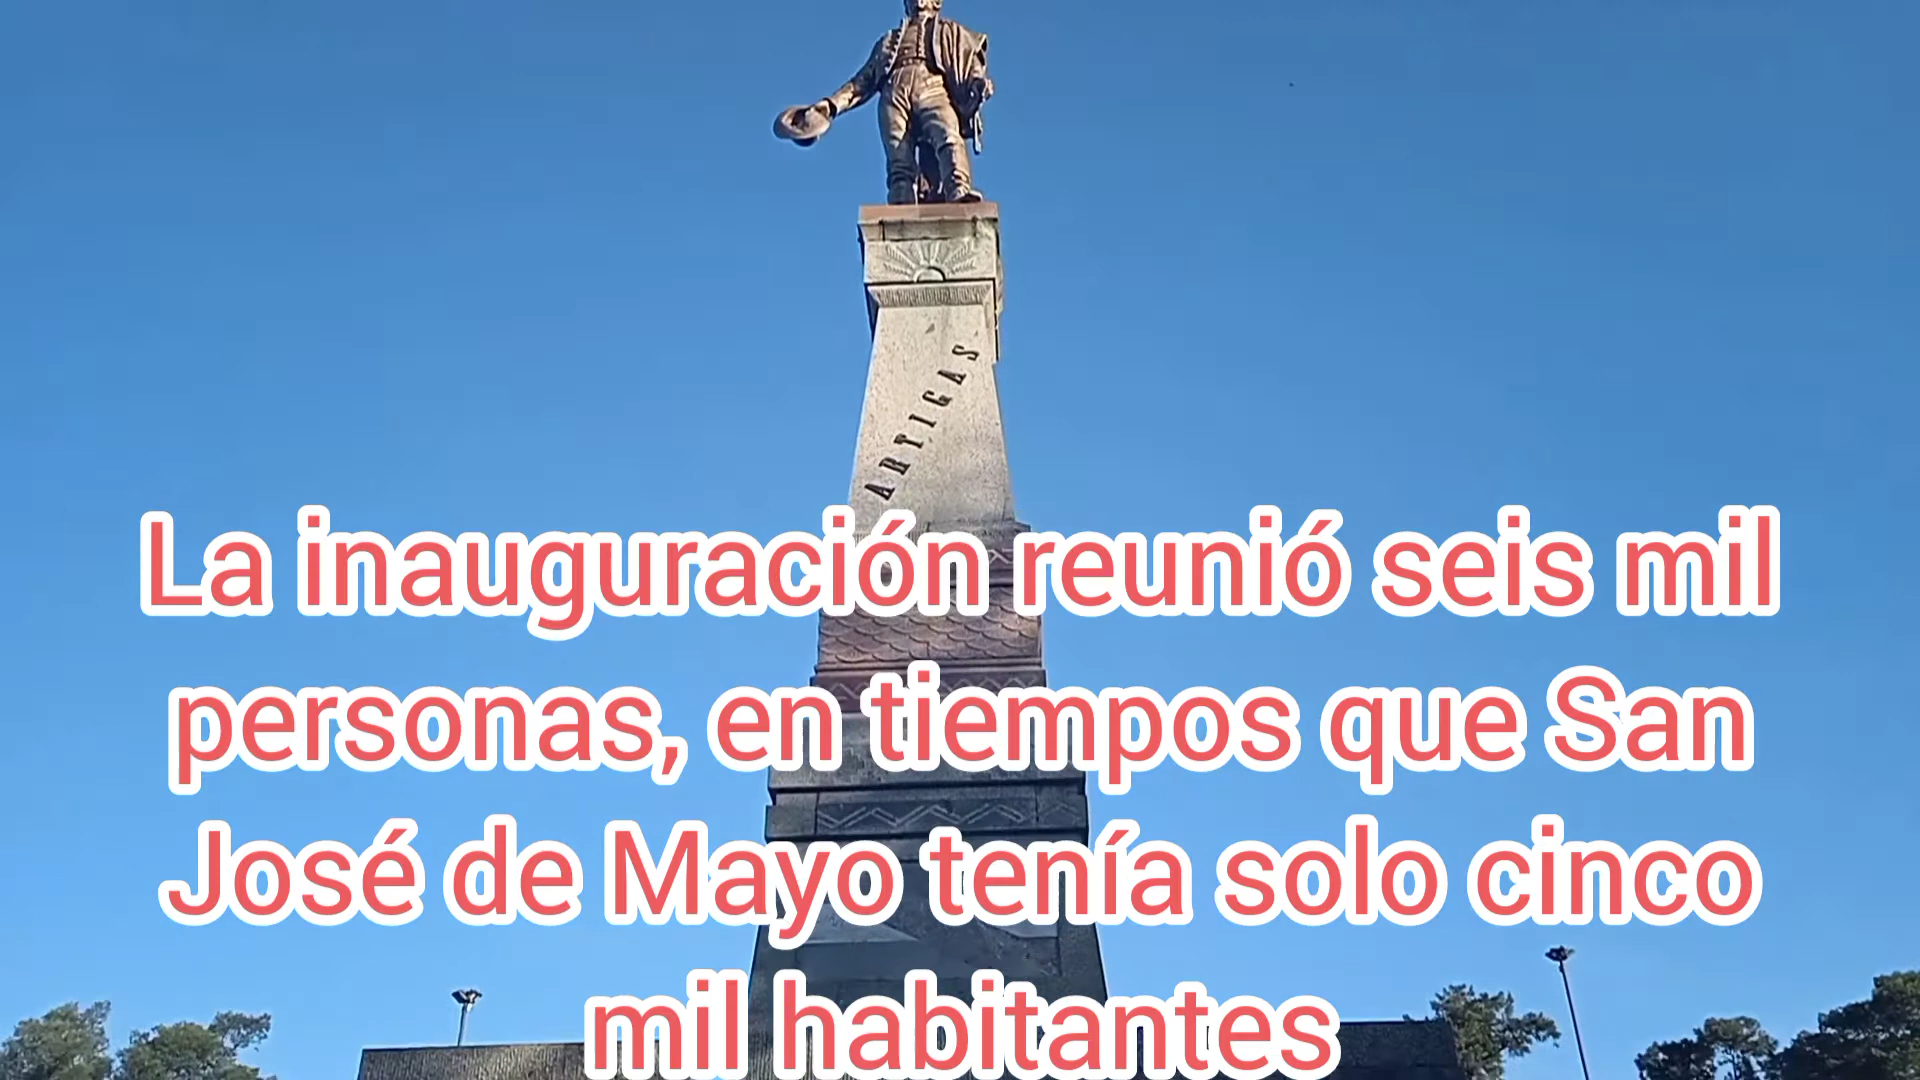 ARTIGAS
La inauguración reunió seis mil
personas, en tiempos que San
José de Mayo tenía solo cinco
mil habitantes